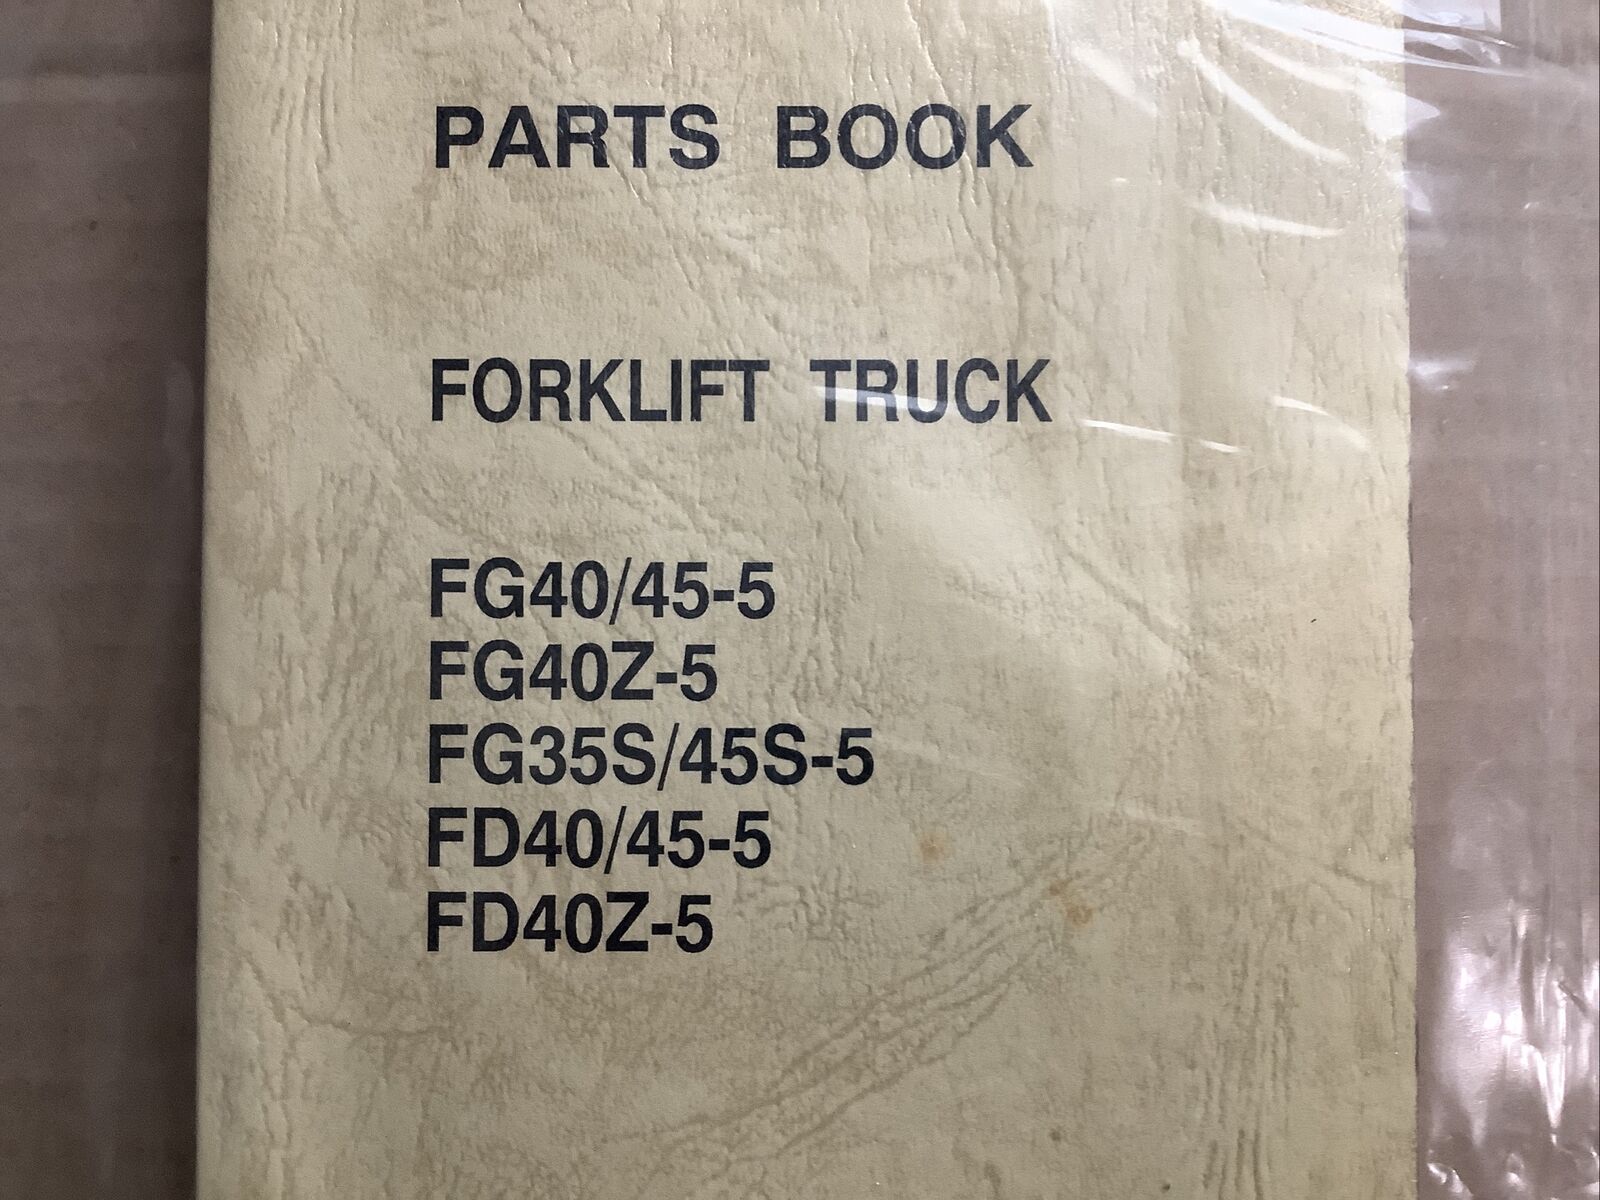 PARTS BOOK
FORKLIFT TRUCK
FG40/45-5
FG40Z-5
FG35S/45S-5
FD40/45-5
FD40Z-5